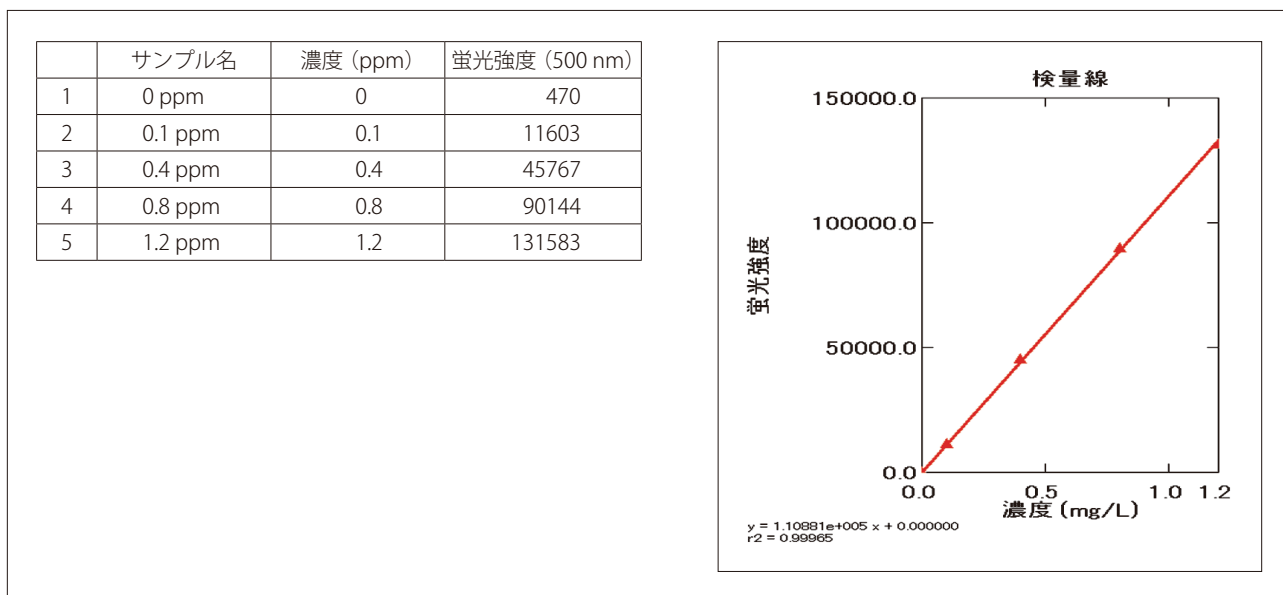 サンプル名 濃度 (ppm) 蛍光強度 (500 nm)
1 0 ppm 0 470
2 0.1 ppm 0.1 11603
3 0.4 ppm 0.4 45767
4 0.8 ppm 0.8 90144
5 1.2 ppm 1.2 131583
検量線
150000.0
100000.0
50000.0
0.0
蛍光強度
0.0 0.5 1.0 1.2
濃度 (mg/L)
y = 1.10881e+005 x + 0.000000
r2 = 0.99965